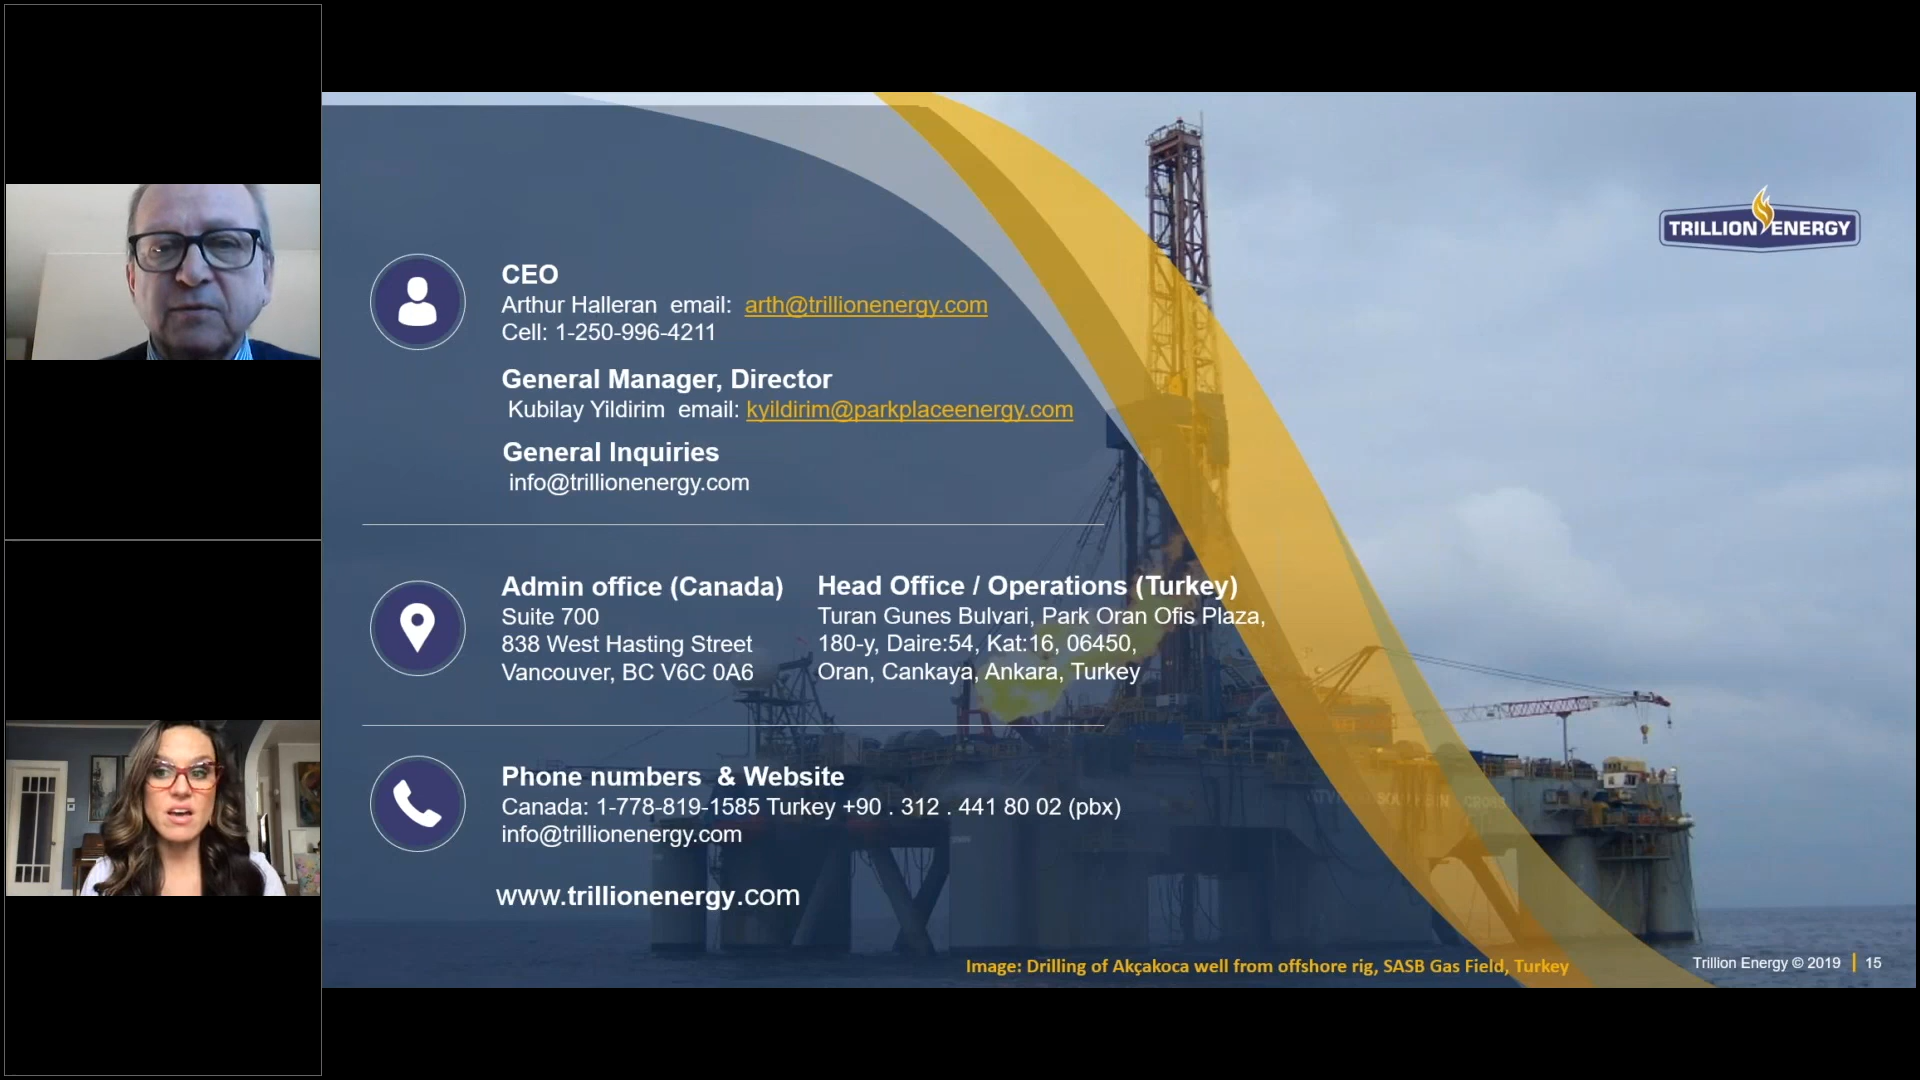 TRILLION ENERGY
CEO
Arthur Halleran email: arth@trillionenergy.com
Cell: 1-250-996-4211
General Manager, Director
Kubilay Yildirim email: kyildirim@parkplaceenergy.com
General Inquiries
info@trillionenergy.com
Admin office (Canada)
Suite 700
838 West Hasting Street
Vancouver, BC V6C 0A6
Head Office / Operations (Turkey)
Turan Gunes Bulvari, Park Oran Ofis Plaza,
180-y, Daire:54, Kat:16, 06450,
Oran, Cankaya, Ankara, Turkey
Phone numbers & Website
Canada: 1-778-819-1585 Turkey +90 . 312 . 441 80 02 (pbx)
info@trillionenergy.com
www.trillionenergy.com
Image: Drilling of Akçakoca well from offshore rig, SASB Gas Field, Turkey
Trillion Energy © 2019 | 15